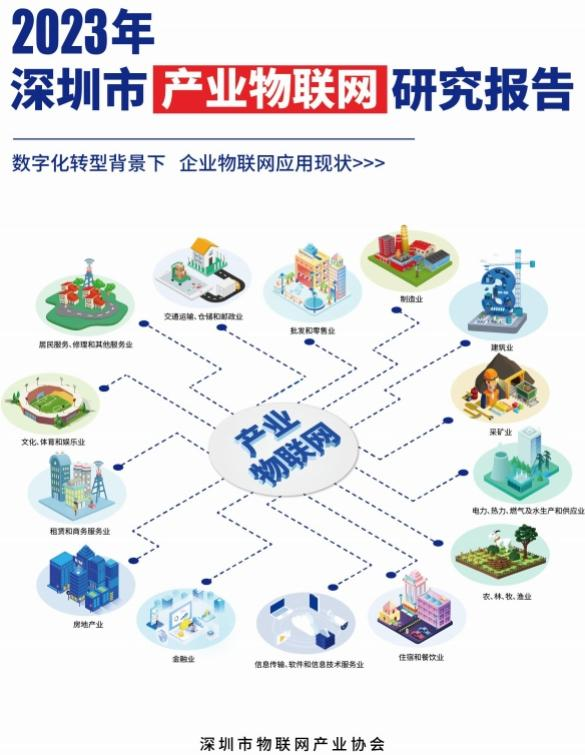 2023年
深圳市 产业物联网 研究报告
数字化转型背景下 企业物联网应用现状>>>
居民服务、修理和其他服务业
交通运输、仓储和邮政业
批发和零售业
制造业
建筑业
文化、体育和娱乐业
产业
物联网
采矿业
租赁和商务服务业
电力、热力、燃气及水生产和供应业
房地产业
农、林、牧、渔业
金融业
信息传输、软件和信息技术服务业
住宿和餐饮业
深圳市物联网产业协会